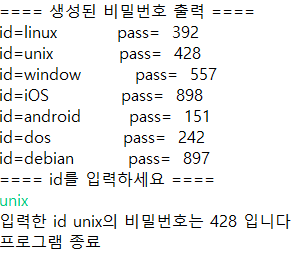 ==== 생성된 비밀번호 출력 ====
id=linux pass= 392
id=unix pass= 428
id=window pass= 557
id=iOS pass= 898
id=android pass= 151
id=dos pass= 242
id=debian pass= 897
==== id를 입력하세요 ====
unix
입력한 id unix의 비밀번호는 428 입니다
프로그램 종료